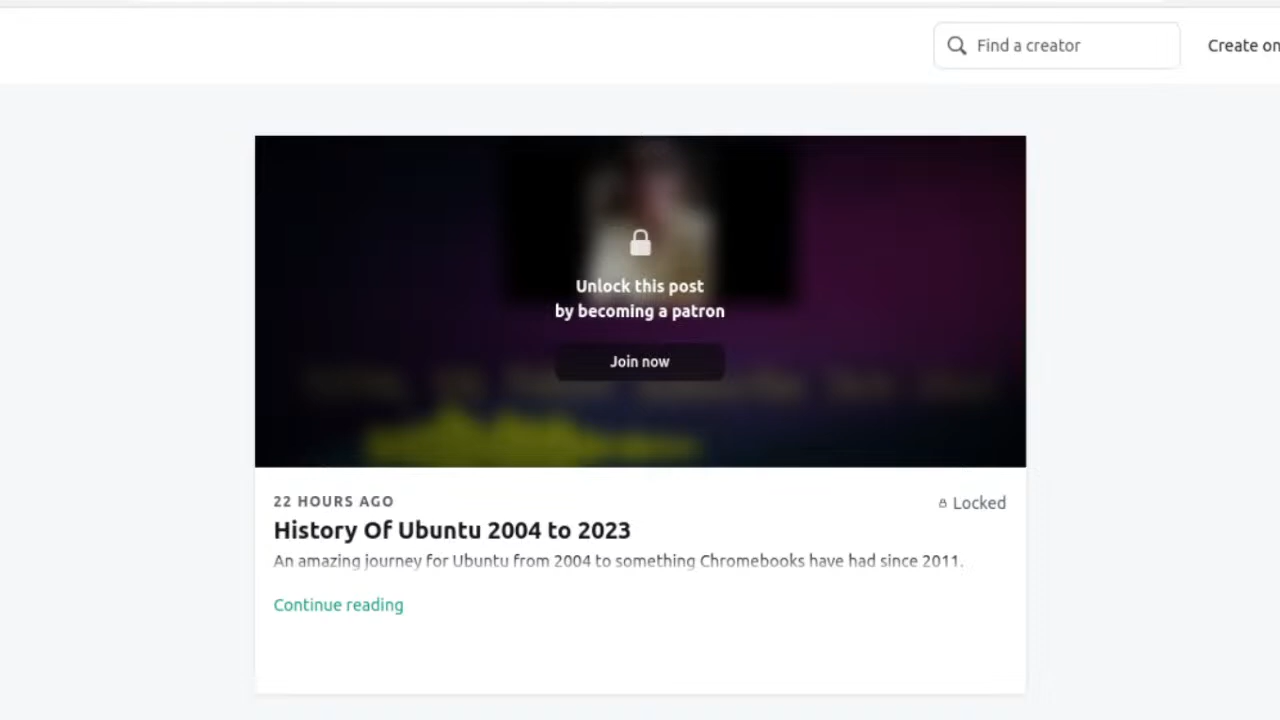 Find a creator
Create on
Unlock this post
by becoming a patron
Join now
22 HOURS AGO
Locked
History Of Ubuntu 2004 to 2023
An amazing journey for Ubuntu from 2004 to something Chromebooks have had since 2011.
Continue reading